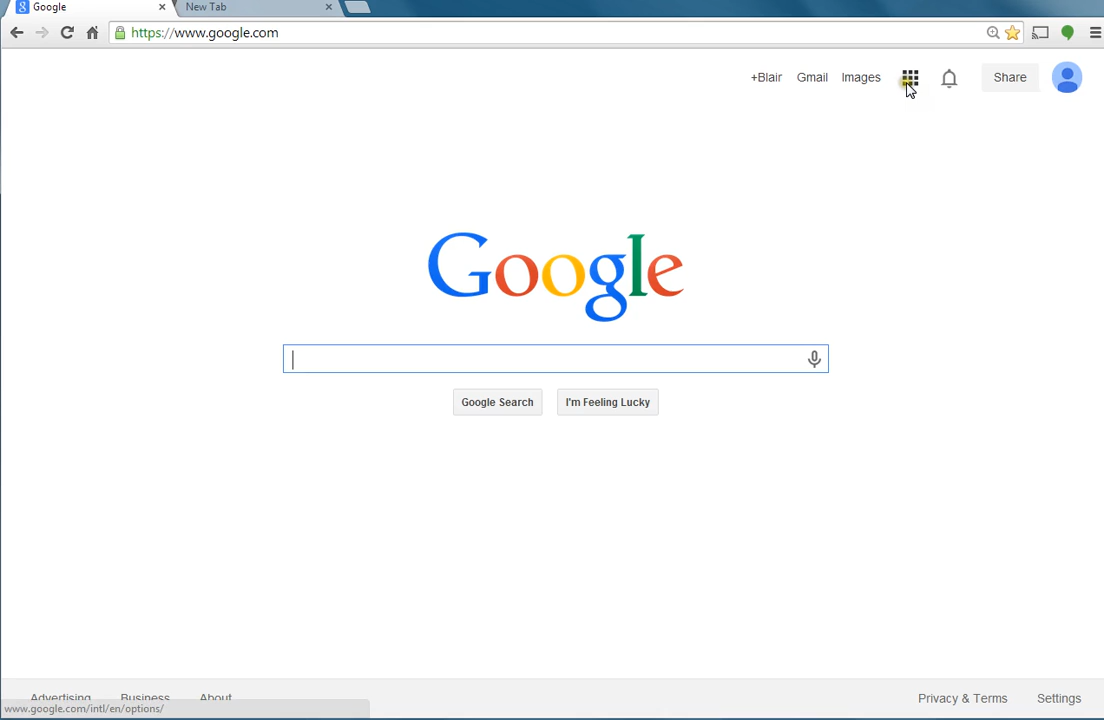 Google
New Tab
https://www.google.com
+Blair Gmail Images Share
Google
Google Search I'm Feeling Lucky
Advertising Business About Privacy & Terms Settings
www.google.com/intl/en/options/